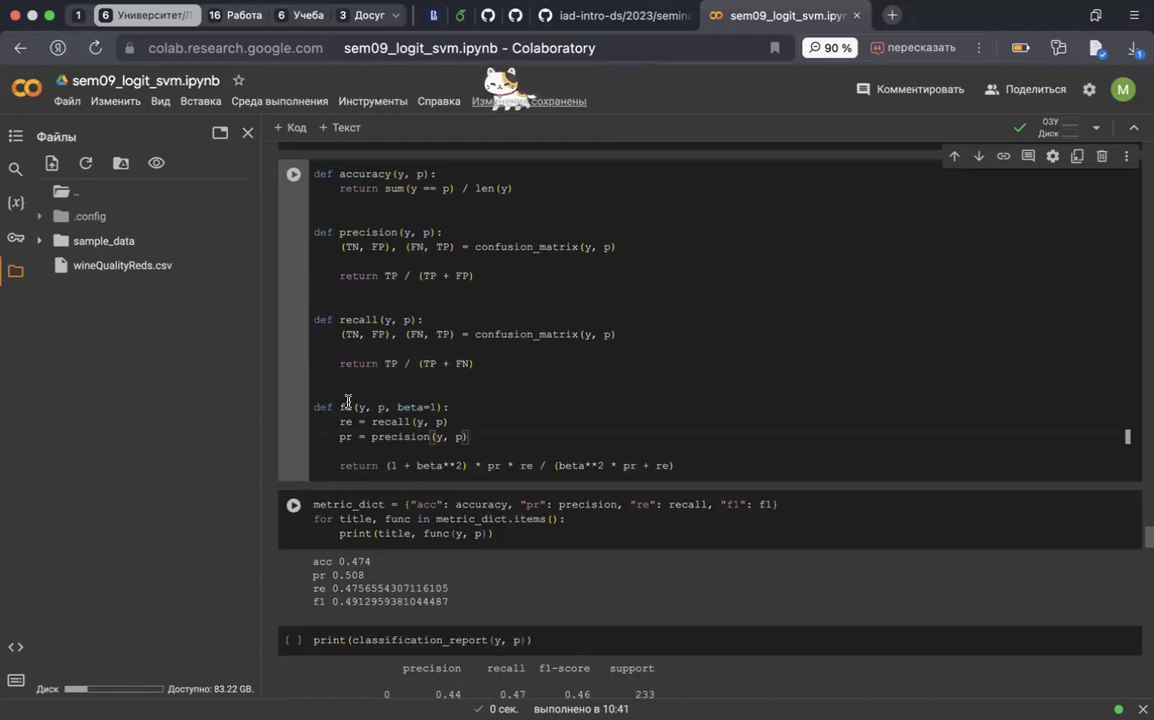 1
6 Университет/Л
16 Работа
6 Учеба
3 Досуг
iad-intro-ds/2023/semina
sem09_logit_svm.ipyn
colab.research.google.com
sem09_logit_svm.ipynb - Colaboratory
90 %
пересказать
1
sem09_logit_svm.ipynb
Файл Изменить Вид Вставка Среда выполнения Инструменты Справка Изменения сохранены
Комментировать
Поделиться
M
Файлы
+ Код + Текст
ОЗУ
Диск
..
.config
sample_data
wineQualityReds.csv
def accuracy(y, p):
return sum(y == p) / len(y)
def precision(y, p):
(TN, FP), (FN, TP) = confusion_matrix(y, p)
return TP / (TP + FP)
def recall(y, p):
(TN, FP), (FN, TP) = confusion_matrix(y, p)
return TP / (TP + FN)
def f1(y, p, beta=1):
re = recall(y, p)
pr = precision(y, p)
return (1 + beta**2) * pr * re / (beta**2 * pr + re)
metric_dict = {"acc": accuracy, "pr": precision, "re": recall, "f1": f1}
for title, func in metric_dict.items():
print(title, func(y, p))
acc 0.474
pr 0.508
re 0.4756554307116105
f1 0.4912959381044487
[ ] print(classification_report(y, p))
precision recall f1-score support
0 0.44 0.47 0.46 233
Диск
Доступно: 83.22 GB.
0 сек. выполнено в 10:41